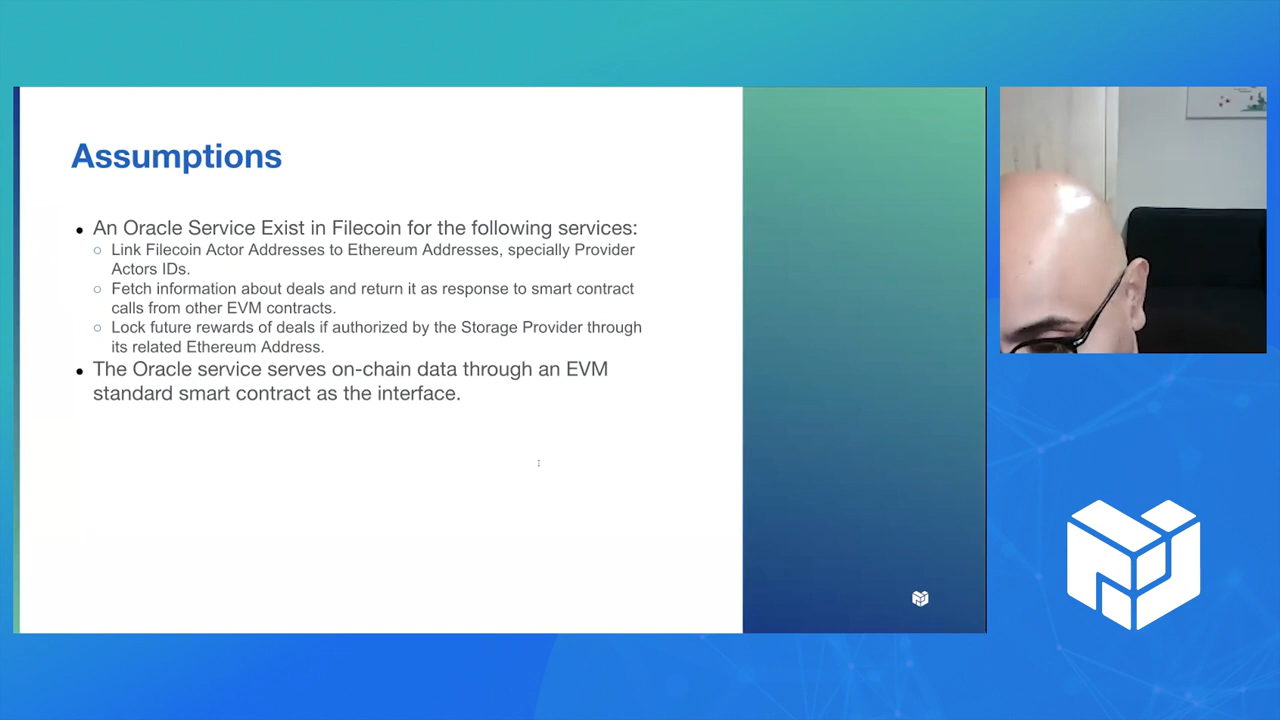 Assumptions
● An Oracle Service Exist in Filecoin for the following services:
○ Link Filecoin Actor Addresses to Ethereum Addresses, specially Provider
Actors IDs.
○ Fetch information about deals and return it as response to smart contract
calls from other EVM contracts.
○ Lock future rewards of deals if authorized by the Storage Provider through
its related Ethereum Address.
● The Oracle service serves on-chain data through an EVM
standard smart contract as the interface.